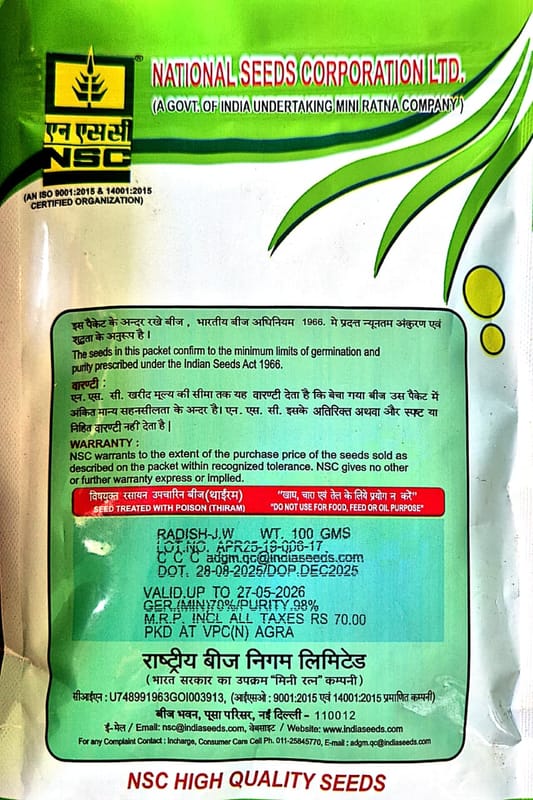 NATIONAL SEEDS CORPORATION LTD.
(A GOVT. OF INDIA UNDERTAKING MINI RATNA COMPANY)
®
एन एस सी
NSC
(AN ISO 9001:2015 & 14001:2015
CERTIFIED ORGANIZATION)
इस पैकेट के अन्दर रखे बीज , भारतीय बीज अधिनियम 1966. मे प्रदत्त न्यूनतम अंकुरण एवं
शुद्धता के अनुरूप है ।
The seeds in this packet confirm to the minimum limits of germination and
purity prescribed under the Indian Seeds Act 1966.
वारण्टी :
एन. एस. सी. खरीद मूल्य की सीमा तक यह वारण्टी देता है कि बेचा गया बीज उस पैकेट में
अंकित मान्य सहनसीलता के अन्दर है। एन. एस. सी. इसके अतिरिक्त अथवा और स्फ्ट या
निहित वारण्टी नही देता है |
WARRANTY :
NSC warrants to the extent of the purchase price of the seeds sold as
described on the packet within recognized tolerance. NSC gives no other
or further warranty express or implied.
विषयुक्त रसायन उपचारित बीज(थाईरम) "खाद्य, चारा एवं तेल के लिये प्रयोग न करें"
SEED TREATED WITH POISON (THIRAM) "DO NOT USE FOR FOOD, FEED OR OIL PURPOSE"
RADISH-J.W WT. 100 GMS
LOT.NO. APR25-19-006-17
C C C adgm.qc@indiaseeds.com
DOT. 28-08-2025/DOP.DEC2025
VALID.UP TO 27-05-2026
GER.(MIN)70%/PURITY.98%
M.R.P. INCL ALL TAXES RS 70.00
PKD AT VPC(N) AGRA
राष्ट्रीय बीज निगम लिमिटेड
(भारत सरकार का उपक्रम "मिनी रत्न" कम्पनी)
सीआईएन : U748991963GOI003913, (आईएसओ : 9001:2015 एवं 14001:2015 प्रमाणित कम्पनी)
बीज भवन, पूसा परिसर, नई दिल्ली - 110012
ई-मेल / Email: nsc@indiaseeds.com, वेबसाइट / Website: www.indiaseeds.com
For any Complaint Contact : Incharge, Consumer Care Cell Ph. 011-25845770, E-mail : adgm.qc@indiaseeds.com
NSC HIGH QUALITY SEEDS